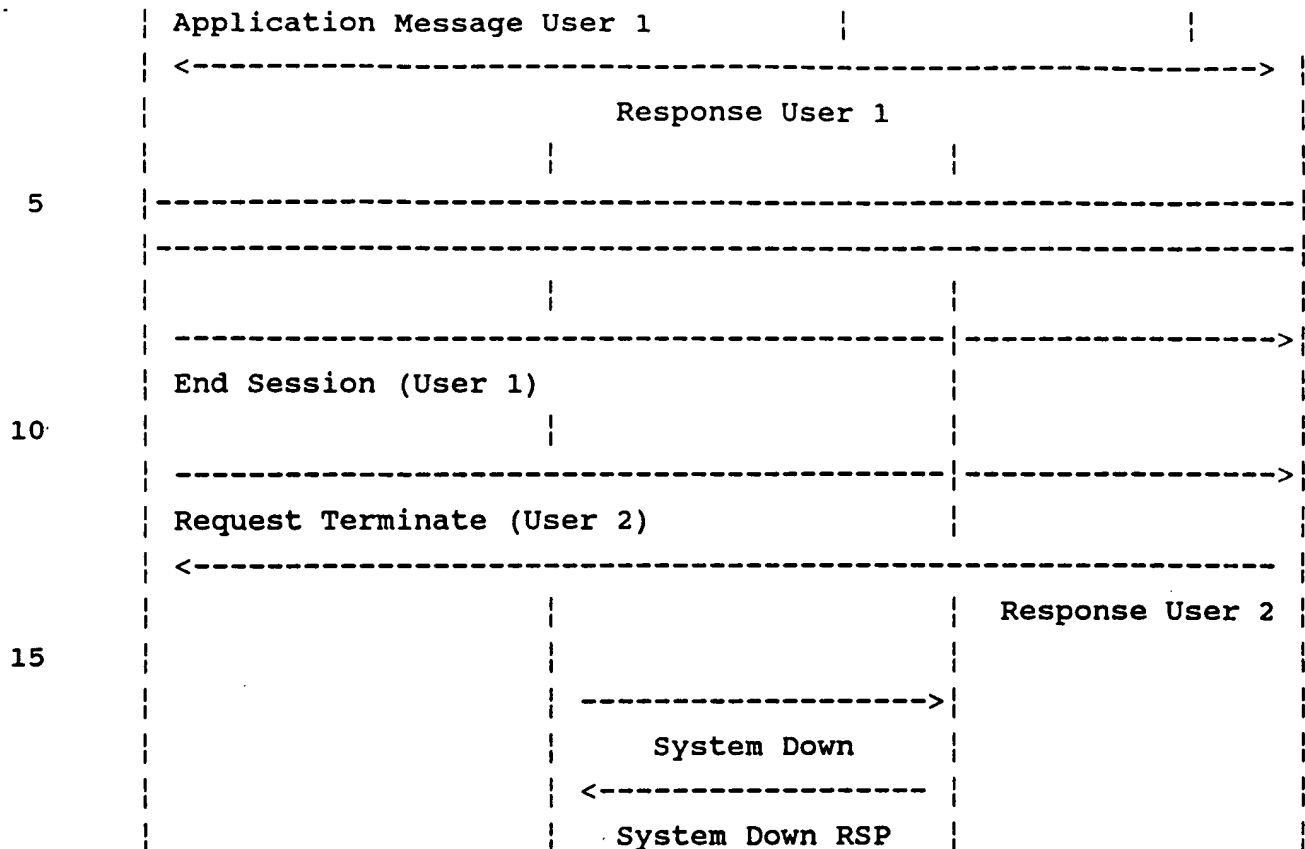 Application Message User 1
Response User 1
5
End Session (User 1)
10
Request Terminate (User 2)
Response User 2
15
System Down
System Down RSP